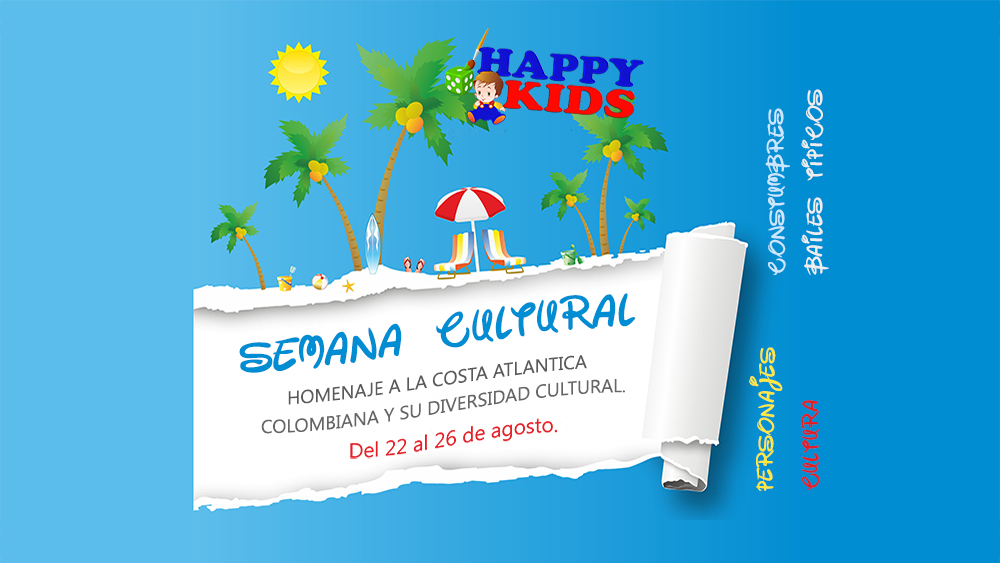 HAPPY
KIDS
SEMANA CULTURAL
HOMENAJE A LA COSTA ATLANTICA
COLOMBIANA Y SU DIVERSIDAD CULTURAL.
Del 22 al 26 de agosto.
CONSTUMBRES
BAILES TIPICOS
PERSONAJES
CULTURA